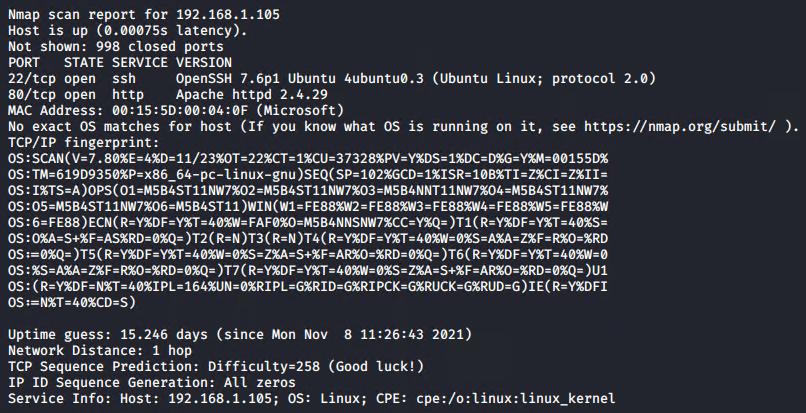 Nmap scan report for 192.168.1.105
Host is up (0.00075s latency).
Not shown: 998 closed ports
PORT   STATE SERVICE VERSION
22/tcp open  ssh     OpenSSH 7.6p1 Ubuntu 4ubuntu0.3 (Ubuntu Linux; protocol 2.0)
80/tcp open  http    Apache httpd 2.4.29
MAC Address: 00:15:5D:00:04:0F (Microsoft)
No exact OS matches for host (If you know what OS is running on it, see https://nmap.org/submit/ ).
TCP/IP fingerprint:
OS:SCAN(V=7.80%E=4%D=11/23%OT=22%CT=1%CU=37328%PV=Y%DS=1%DC=D%G=Y%M=00155D%
OS:TM=619D9350%P=x86_64-pc-linux-gnu)SEQ(SP=102%GCD=1%ISR=10B%TI=Z%CI=Z%II=
OS:I%TS=A)OPS(O1=M5B4ST11NW7%O2=M5B4ST11NW7%O3=M5B4NNT11NW7%O4=M5B4ST11NW7%
OS:O5=M5B4ST11NW7%O6=M5B4ST11)WIN(W1=FE88%W2=FE88%W3=FE88%W4=FE88%W5=FE88%W
OS:6=FE88)ECN(R=Y%DF=Y%T=40%W=FAF0%O=M5B4NNSNW7%CC=Y%Q=)T1(R=Y%DF=Y%T=40%S=
OS:O%A=S+%F=AS%RD=0%Q=)T2(R=N)T3(R=N)T4(R=Y%DF=Y%T=40%W=0%S=A%A=Z%F=R%O=%RD
OS:=0%Q=)T5(R=Y%DF=Y%T=40%W=0%S=Z%A=S+%F=AR%O=%RD=0%Q=)T6(R=Y%DF=Y%T=40%W=0
OS:%S=A%A=Z%F=R%O=%RD=0%Q=)T7(R=Y%DF=Y%T=40%W=0%S=Z%A=S+%F=AR%O=%RD=0%Q=)U1
OS:(R=Y%DF=N%T=40%IPL=164%UN=0%RIPL=G%RID=G%RIPCK=G%RUCK=G%RUD=G)IE(R=Y%DFI
OS:=N%T=40%CD=S)
Uptime guess: 15.246 days (since Mon Nov  8 11:26:43 2021)
Network Distance: 1 hop
TCP Sequence Prediction: Difficulty=258 (Good luck!)
IP ID Sequence Generation: All zeros
Service Info: Host: 192.168.1.105; OS: Linux; CPE: cpe:/o:linux:linux_kernel